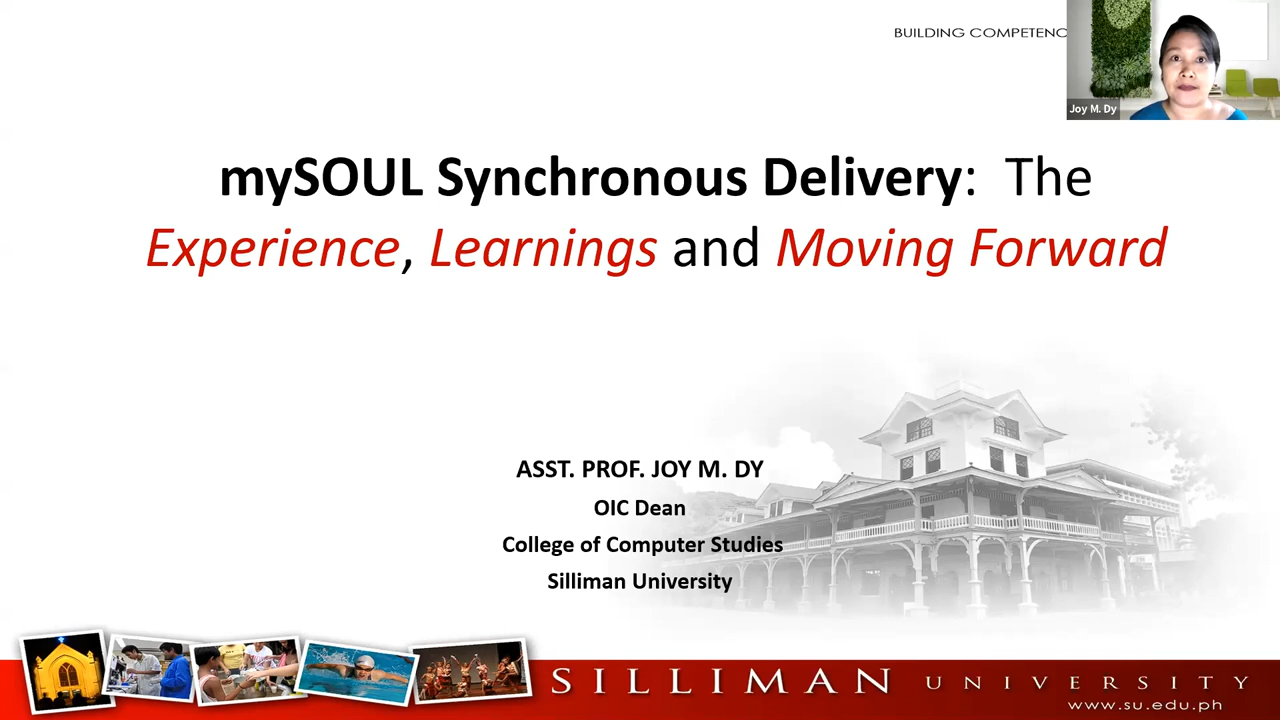 BUILDING COMPETENC
Joy M. Dy
mySOUL Synchronous Delivery: The
Experience, Learnings and Moving Forward
ASST. PROF. JOY M. DY
OIC Dean
College of Computer Studies
Silliman University
SILLIMAN UNIVERSITY
www.su.edu.ph